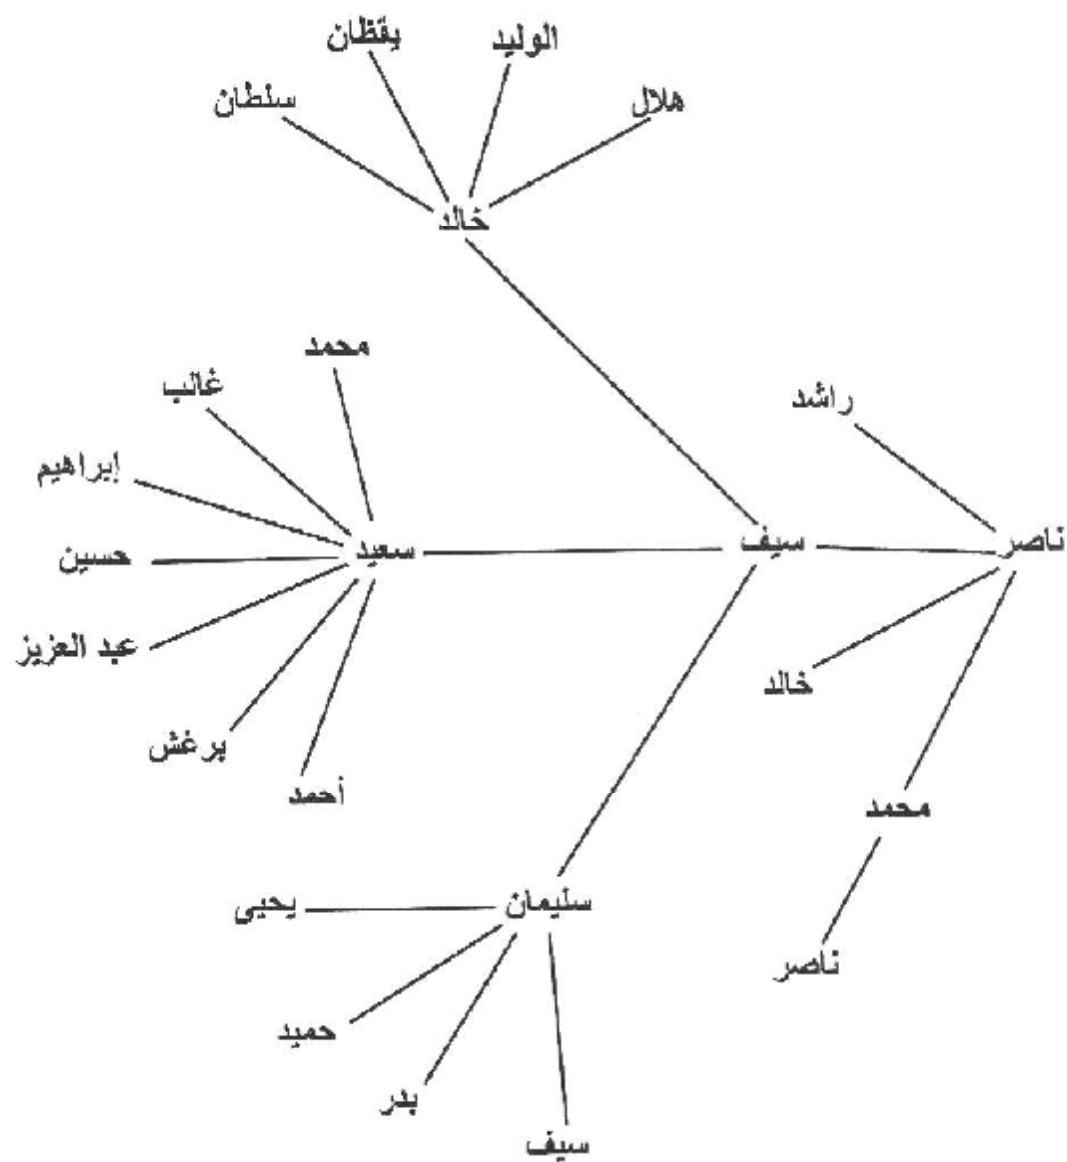 يقظان
الوليد
سلطان
هلال
خالد
محمد
غالب
راشد
إبراهيم
ناصر
سيف
سعيد
حسين
عبد العزيز
خالد
برغش
أحمد
محمد
سليمان
يحيى
ناصر
حميد
بدر
سيف